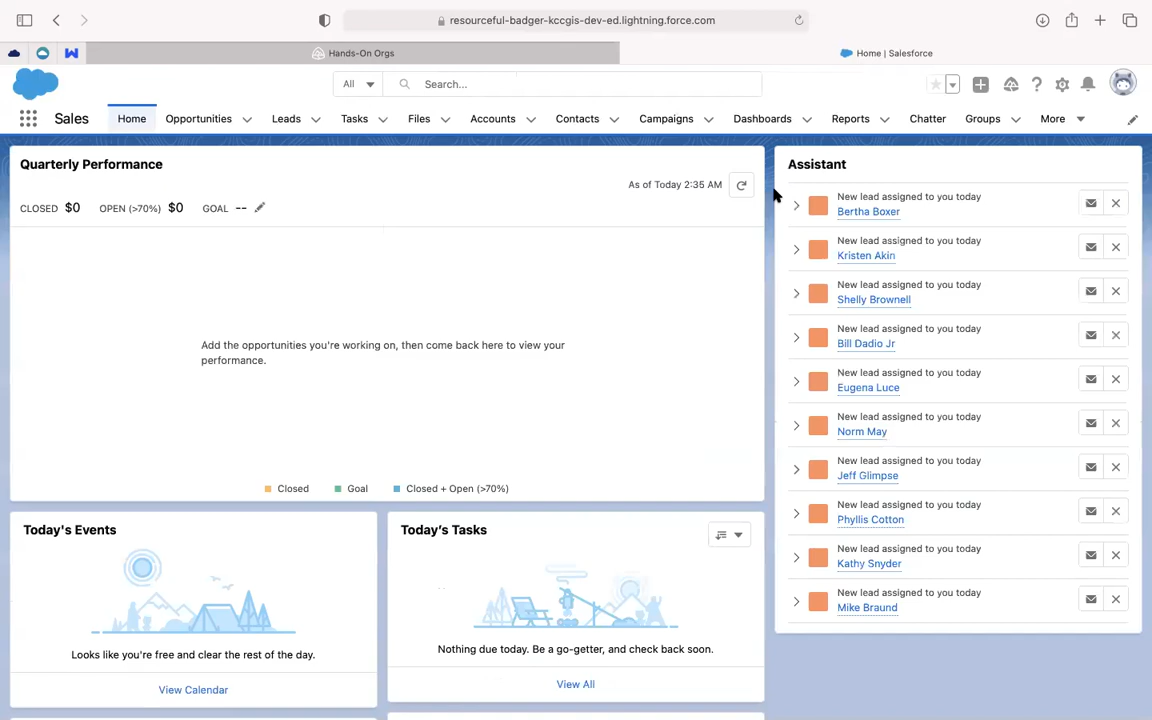 resourceful-badger-kccgis-dev-ed.lightning.force.com
Hands-On Orgs
Home | Salesforce
All
Search...
Sales
Home
Opportunities
Leads
Tasks
Files
Accounts
Contacts
Campaigns
Dashboards
Reports
Chatter
Groups
More
Quarterly Performance
As of Today 2:35 AM
CLOSED $0 OPEN (>70%) $0 GOAL --
Add the opportunities you're working on, then come back here to view your
performance.
Closed
Goal
Closed + Open (>70%)
Assistant
New lead assigned to you today
Bertha Boxer
New lead assigned to you today
Kristen Akin
New lead assigned to you today
Shelly Brownell
New lead assigned to you today
Bill Dadio Jr
New lead assigned to you today
Eugena Luce
New lead assigned to you today
Norm May
New lead assigned to you today
Jeff Glimpse
New lead assigned to you today
Phyllis Cotton
New lead assigned to you today
Kathy Snyder
New lead assigned to you today
Mike Braund
Today's Events
Looks like you're free and clear the rest of the day.
View Calendar
Today's Tasks
Nothing due today. Be a go-getter, and check back soon.
View All